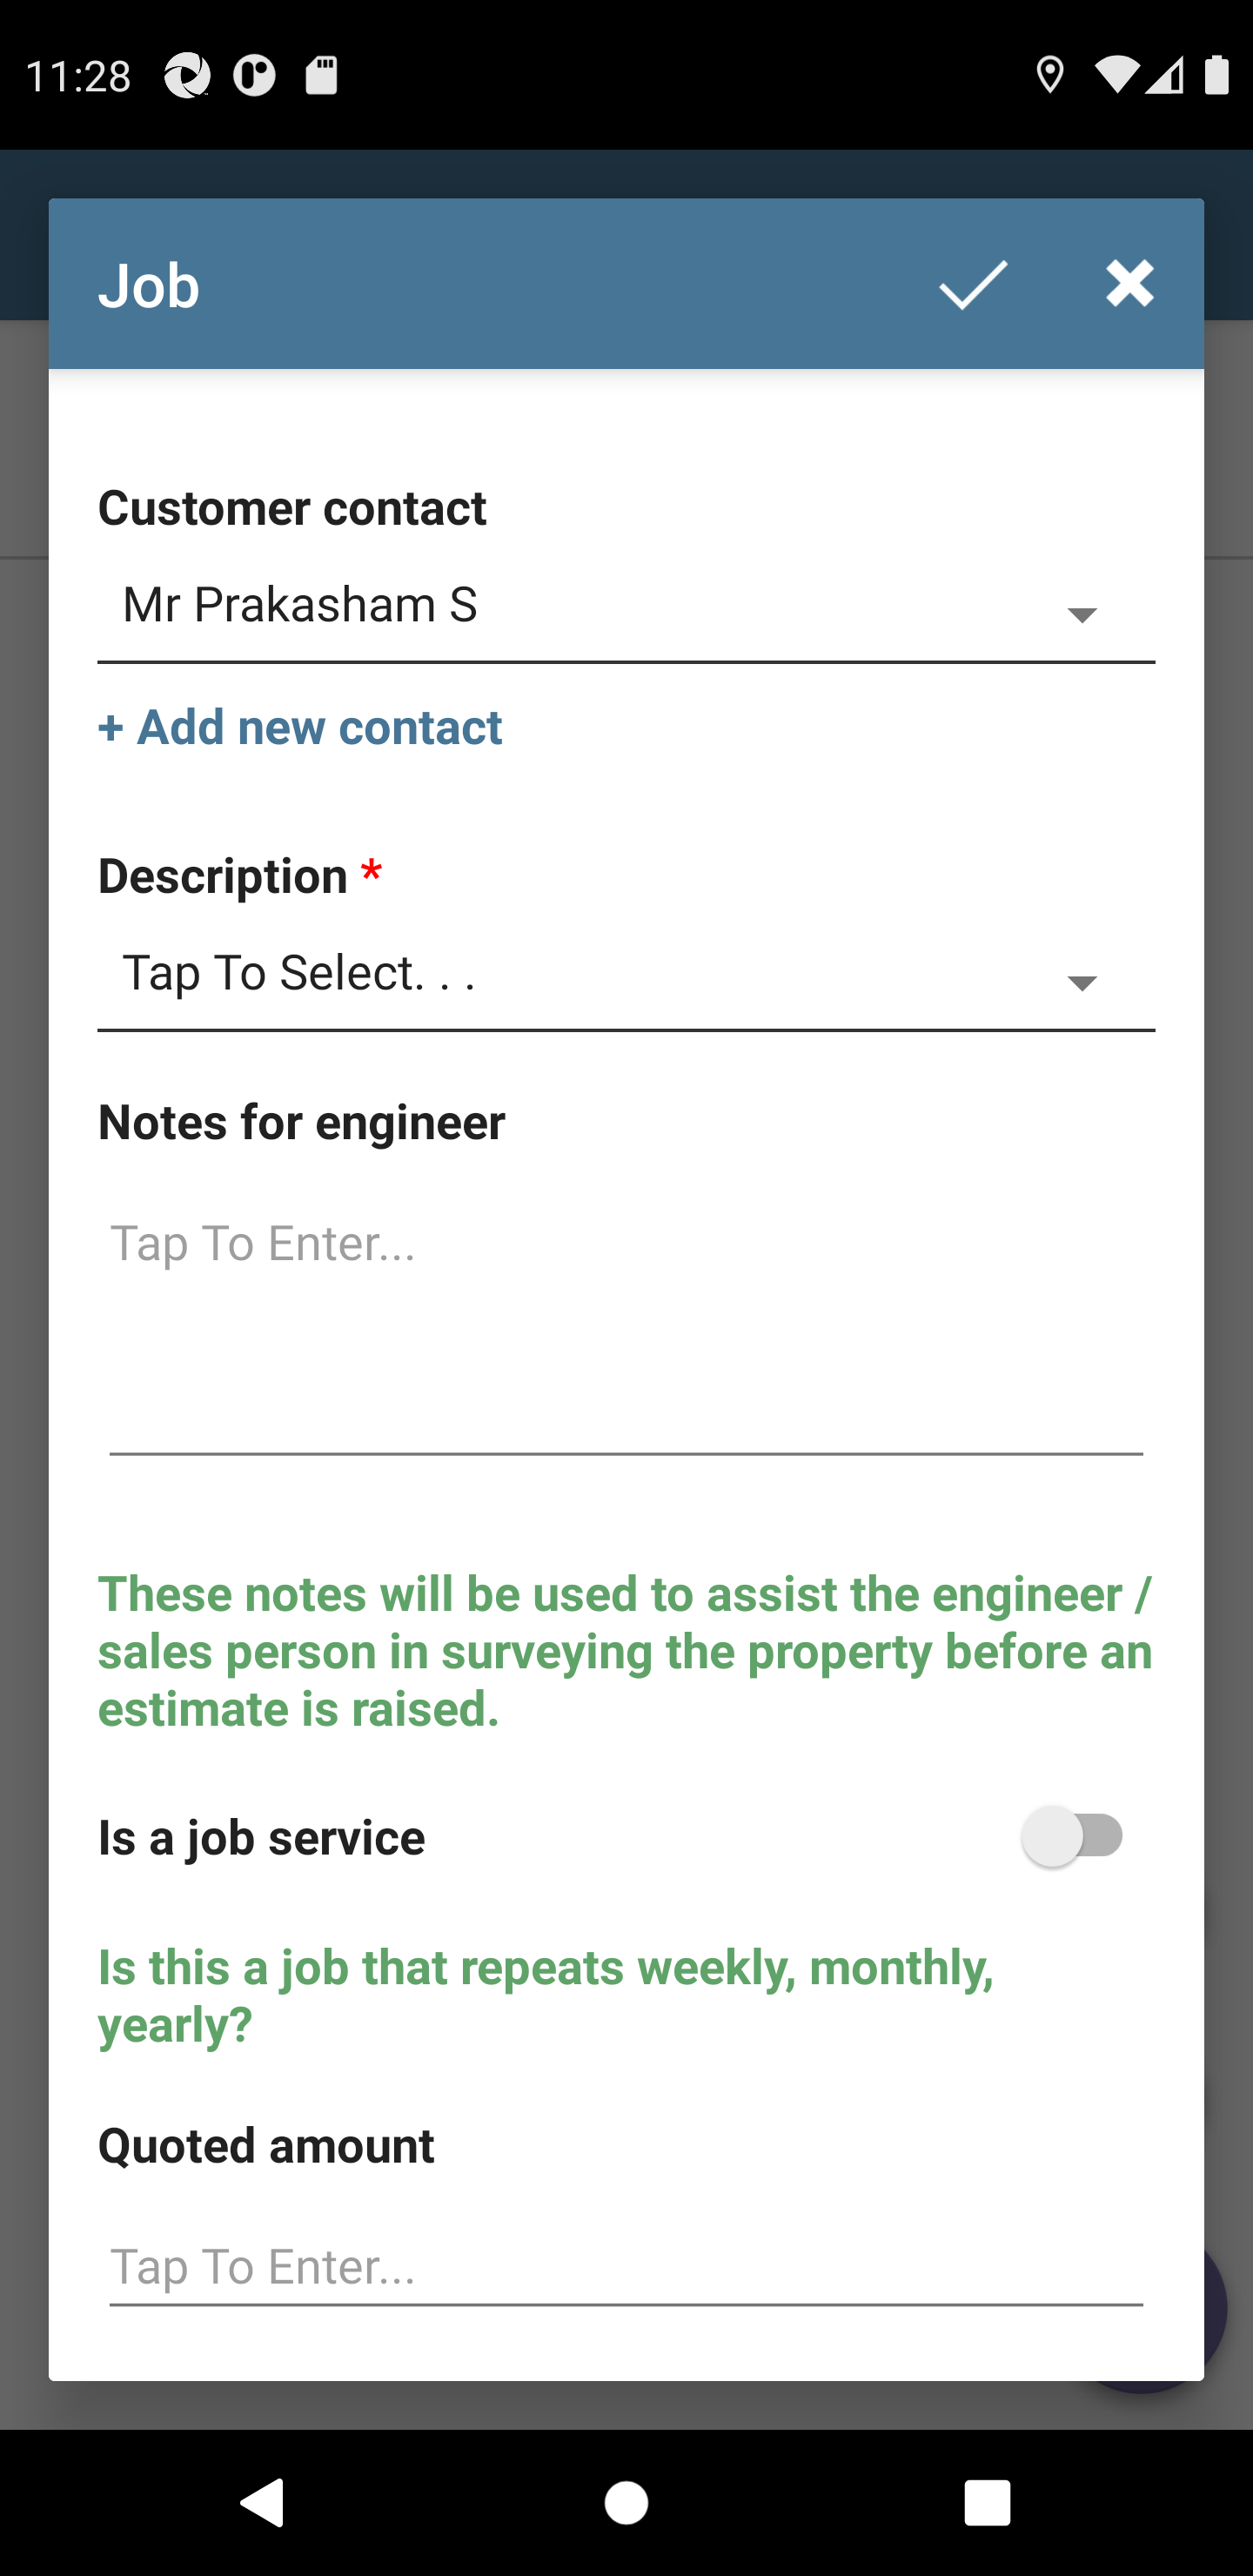 11:28
Job
Customer contact
Mr Prakasham S
+ Add new contact
Description *
Tap To Select. . .
Notes for engineer
Tap To Enter...
These notes will be used to assist the engineer /
sales person in surveying the property before an
estimate is raised.
Is a job service
Is this a job that repeats weekly, monthly,
yearly?
Quoted amount
Tap To Enter...